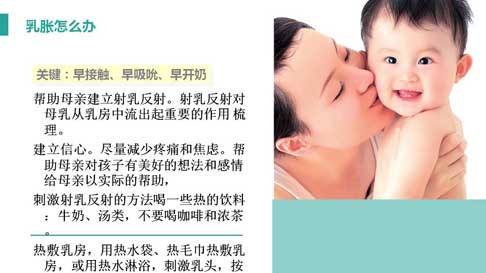 乳胀怎么办
关键：早接触、早吸吮、早开奶
帮助母亲建立射乳反射。射乳反射对
母乳从乳房中流出起重要的作用 梳
理。
建立信心。尽量减少疼痛和焦虑。帮
助母亲对孩子有美好的想法和感情
给母亲以实际的帮助，
刺激射乳反射的方法喝一些热的饮料
：牛奶、汤类，不要喝咖啡和浓茶
。
热敷乳房，用热水袋、热毛巾热敷乳
房，或用热水淋浴，刺激乳头，按